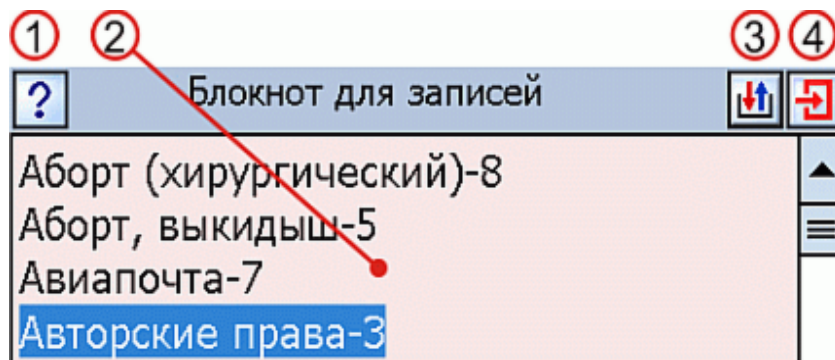 1 2 3 4
? Блокнот для записей
Аборт (хирургический)-8
Аборт, выкидыш-5
Авиапочта-7
Авторские права-3